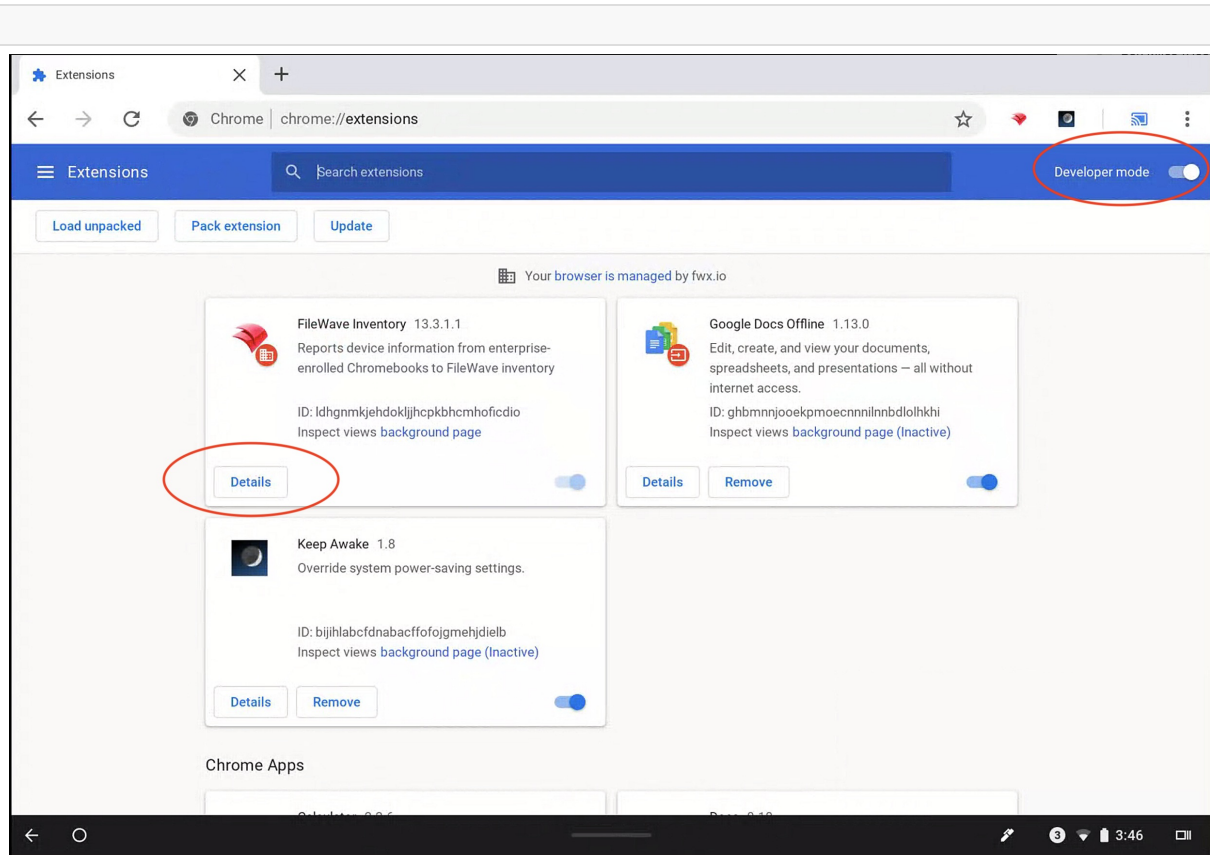 Extensions
Chrome chrome://extensions
Extensions
Search extensions
Developer mode
Load unpacked
Pack extension
Update
Your browser is managed by fwx.io
FileWave Inventory 13.3.1.1
Reports device information from enterprise-
enrolled Chromebooks to FileWave inventory
ID: ldhgnmkjehdokljjhcpkbhcmhoficdio
Inspect views background page
Details
Google Docs Offline 1.13.0
Edit, create, and view your documents,
spreadsheets, and presentations — all without
internet access.
ID: ghbmnnjooekpmoecnnnilnnbdlolhkhi
Inspect views background page (Inactive)
Details
Remove
Keep Awake 1.8
Override system power-saving settings.
ID: bijihlabcfdnabacffofojgmehjdielb
Inspect views background page (Inactive)
Details
Remove
Chrome Apps
3
3:46